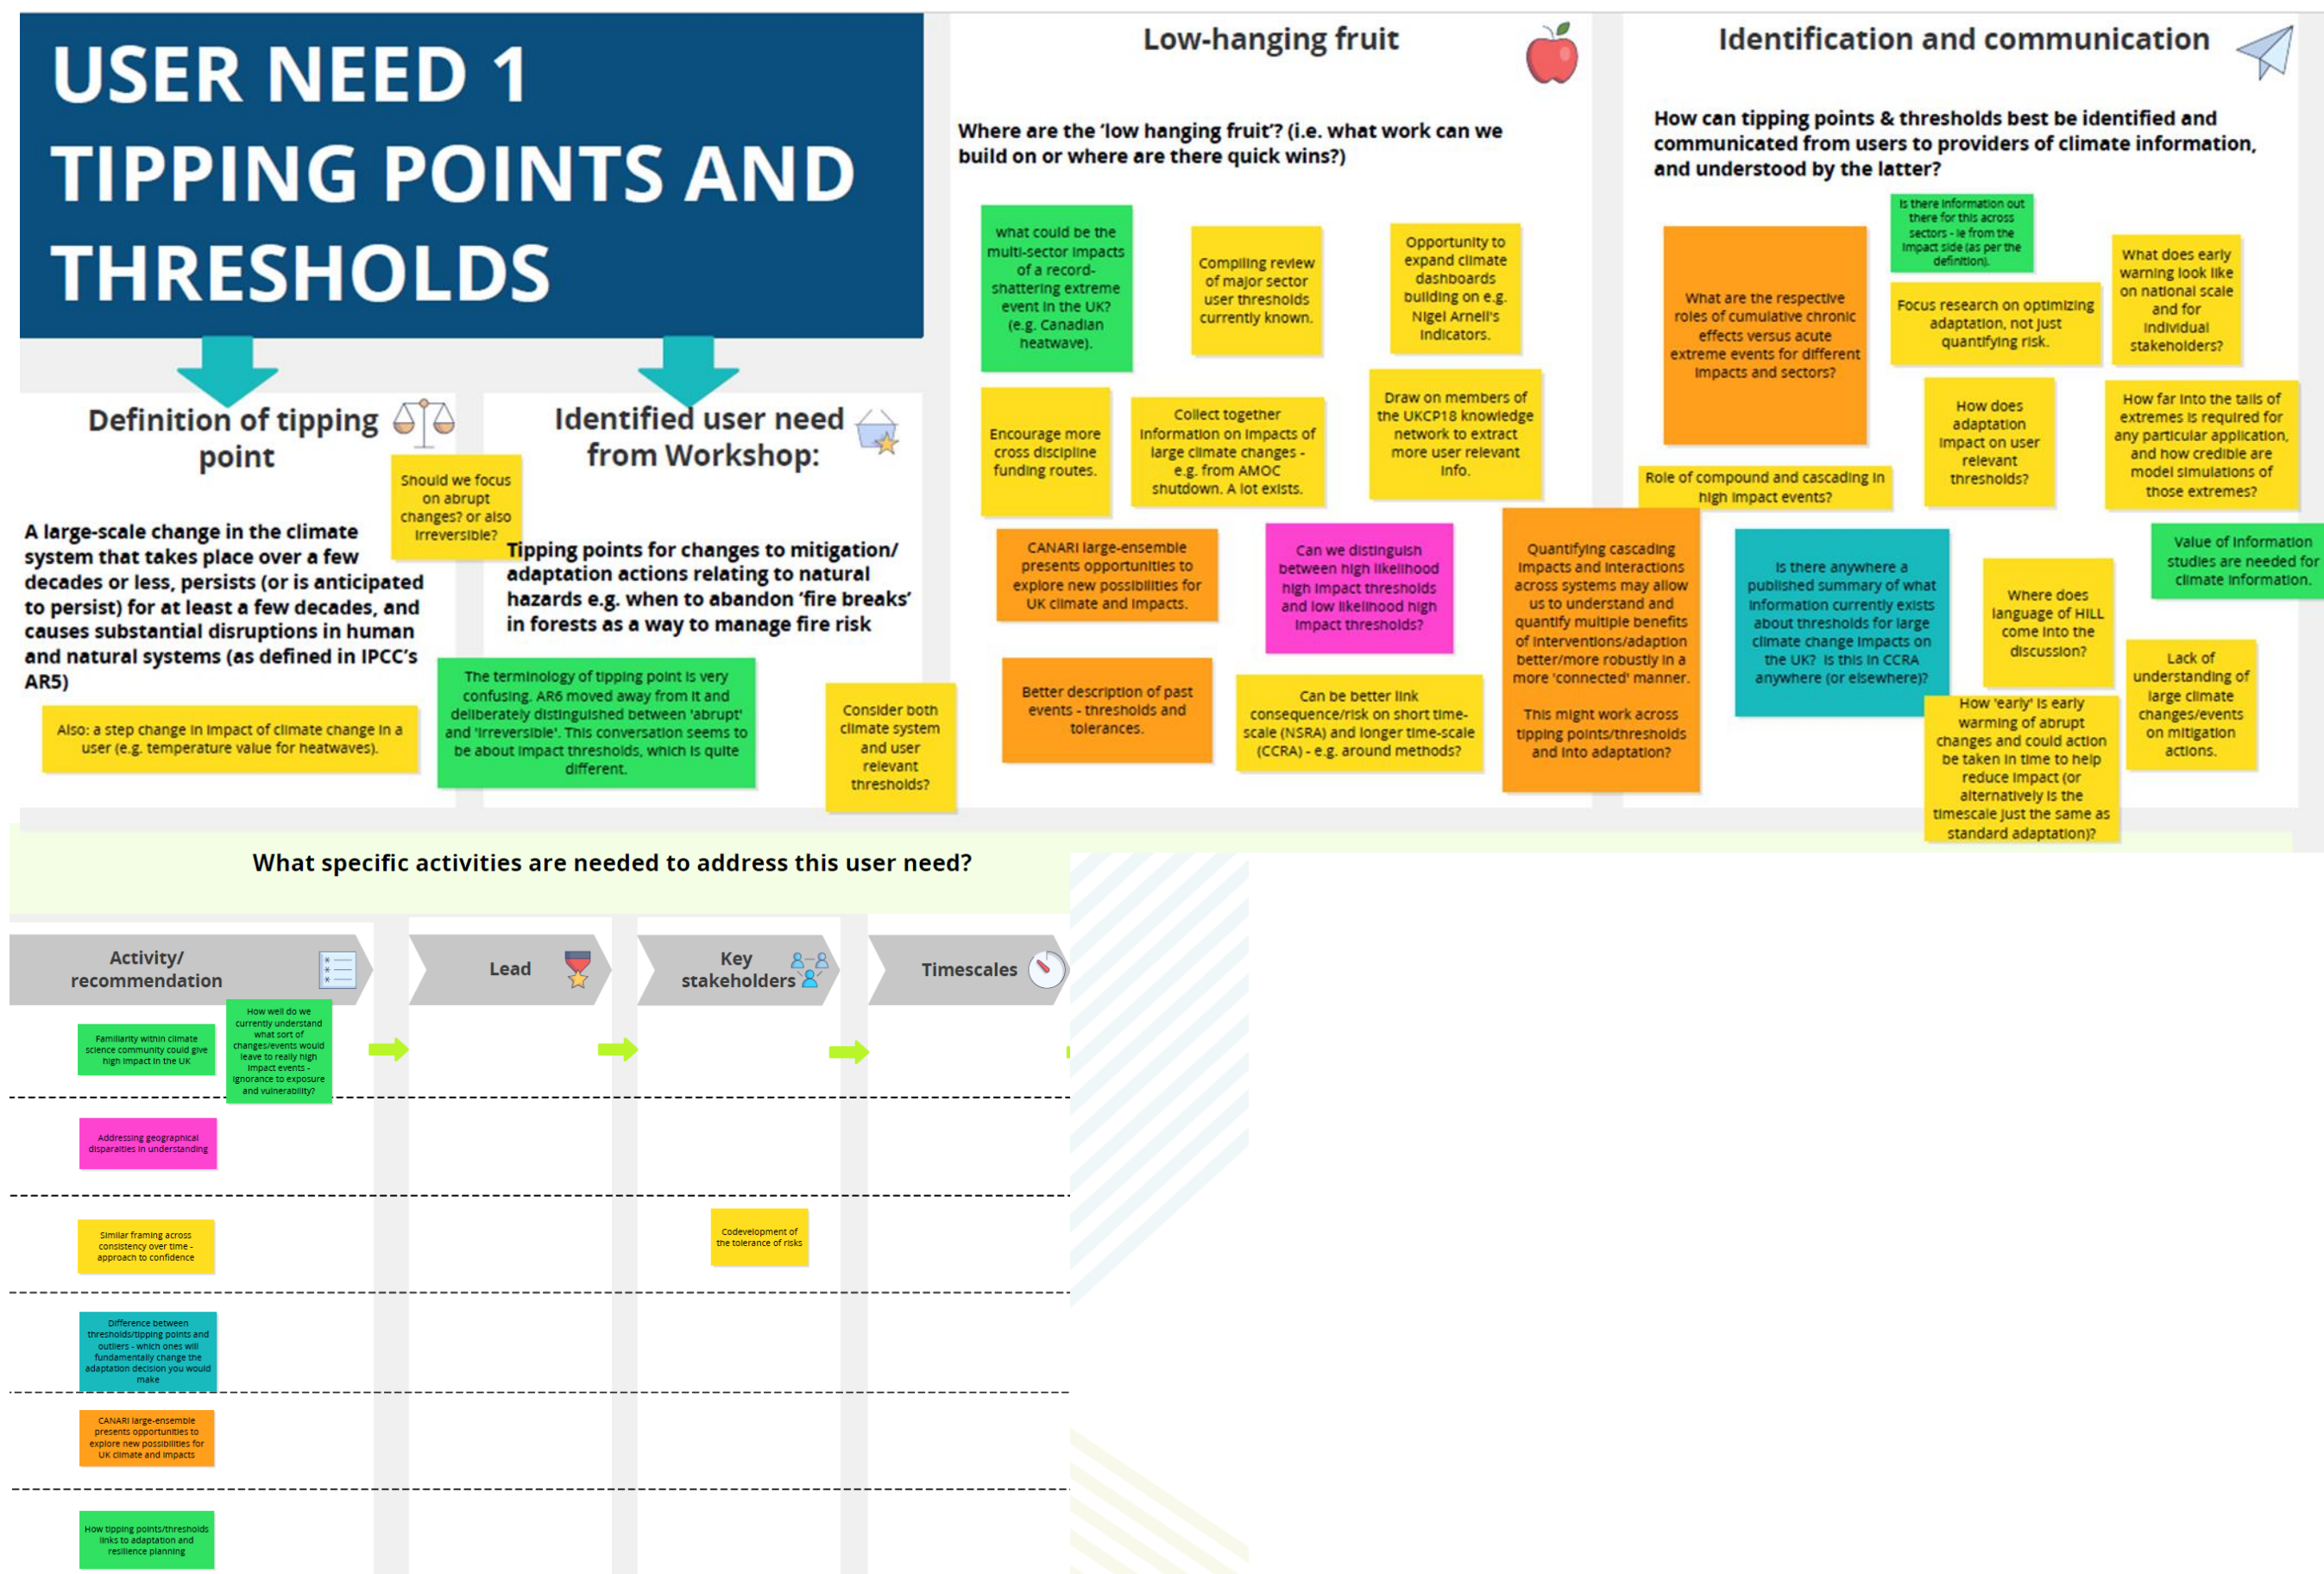 USER NEED 1
TIPPING POINTS AND
THRESHOLDS
Definition of tipping
point
Should we focus
on abrupt
changes? or also
irreversible?
A large-scale change in the climate
system that takes place over a few
decades or less, persists (or is anticipated
to persist) for at least a few decades, and
causes substantial disruptions in human
and natural systems (as defined in IPCC’s
AR5)
Also: a step change in impact of climate change in a
user (e.g. temperature value for heatwaves).
Identified user need
from Workshop:
Tipping points for changes to mitigation/
adaptation actions relating to natural
hazards e.g. when to abandon ‘fire breaks’
in forests as a way to manage fire risk
The terminology of tipping point is very
confusing. AR6 moved away from it and
deliberately distinguished between 'abrupt'
and 'irreversible'. This conversation seems to
be about impact thresholds, which is quite
different.
Consider both
climate system
and user
relevant
thresholds?
Low-hanging fruit
Where are the ‘low hanging fruit’? (i.e. what work can we
build on or where are there quick wins?)
what could be the
multi-sector impacts
of a record-
shattering extreme
event in the UK?
(e.g. Canadian
heatwave).
Compiling review
of major sector
user thresholds
currently known.
Opportunity to
expand climate
dashboards
building on e.g.
Nigel Arnell's
indicators.
Encourage more
cross discipline
funding routes.
Collect together
information on impacts of
large climate changes -
e.g. from AMOC
shutdown. A lot exists.
Draw on members of
the UKCP18 knowledge
network to extract
more user relevant
info.
CANARI large-ensemble
presents opportunities to
explore new possibilities for
UK climate and impacts.
Can we distinguish
between high likelihood
high impact thresholds
and low likelihood high
impact thresholds?
Quantifying cascading
impacts and interactions
across systems may allow
us to understand and
quantify multiple benefits
of interventions/adaption
better/more robustly in a
more 'connected' manner.
This might work across
tipping points/thresholds
and into adaptation?
Better description of past
events - thresholds and
tolerances.
Can be better link
consequence/risk on short time-
scale (NSRA) and longer time-scale
(CCRA) - e.g. around methods?
Identification and communication
How can tipping points & thresholds best be identified and
communicated from users to providers of climate information,
and understood by the latter?
What are the respective
roles of cumulative chronic
effects versus acute
extreme events for different
impacts and sectors?
Is there information out
there for this across
sectors - ie from the
impact side (as per the
definition).
What does early
warning look like
on national scale
and for
individual
stakeholders?
Focus research on optimizing
adaptation, not just
quantifying risk.
How does
adaptation
impact on user
relevant
thresholds?
How far into the tails of
extremes is required for
any particular application,
and how credible are
model simulations of
those extremes?
Role of compound and cascading in
high impact events?
Is there anywhere a
published summary of what
information currently exists
about thresholds for large
climate change impacts on
the UK? Is this in CCRA
anywhere (or elsewhere)?
Where does
language of HILL
come into the
discussion?
Value of information
studies are needed for
climate information.
Lack of
understanding of
large climate
changes/events
on mitigation
actions.
How 'early' is early
warming of abrupt
changes and could action
be taken in time to help
reduce impact (or
alternatively is the
timescale just the same as
standard adaptation)?
What specific activities are needed to address this user need?
Activity/
recommendation
Lead
Key
stakeholders
Timescales
Familiarity within climate
science community could give
high impact in the UK
How well do we
currently understand
what sort of
changes/events would
leave to really high
impact events -
ignorance to exposure
and vulnerability?
Addressing geographical
disparaities in understanding
Similar framing across
consistency over time -
approach to confidence
Codevelopment of
the tolerance of risks
Difference between
thresholds/tipping points and
outliers - which ones will
fundamentally change the
adaptation decision you would
make
CANARI large-ensemble
presents opportunities to
explore new possibilities for
UK climate and impacts
How tipping points/thresholds
links to adaptation and
resilience planning